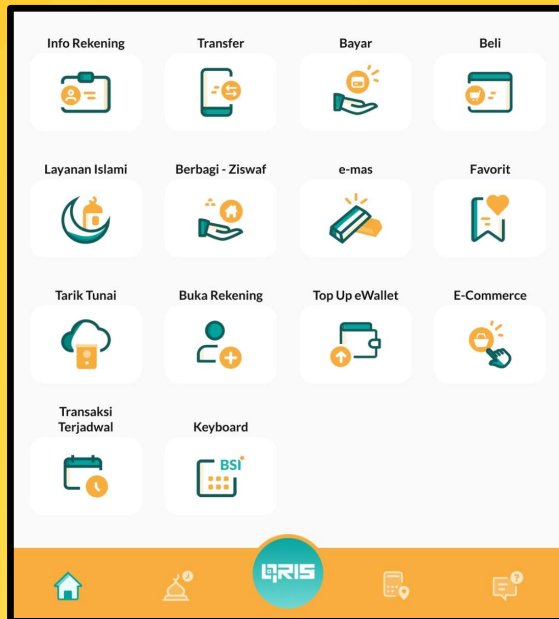 Info Rekening
Transfer
Bayar
Beli
Layanan Islami
Berbagi - Ziswaf
e-mas
Favorit
Tarik Tunai
Buka Rekening
Top Up eWallet
E-Commerce
Transaksi
Terjadwal
Keyboard
BSI
QRIS
?